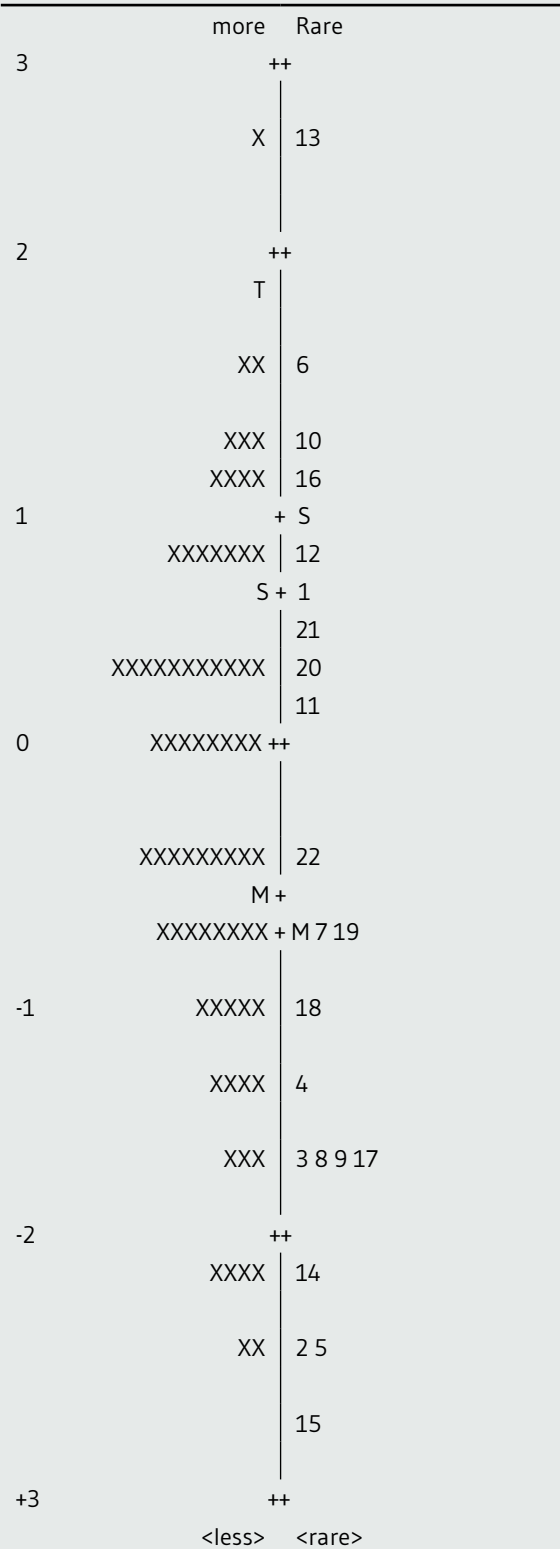 more Rare
3 ++
X 13
2 ++
T
XX 6
XXX 10
XXXX 16
1 + S
XXXXXXX 12
S + 1
21
XXXXXXXXXXX 20
11
0 XXXXXXXX ++
XXXXXXXXX 22
M +
XXXXXXXX + M 7 19
-1 XXXXX 18
XXXX 4
XXX 3 8 9 17
-2 ++
XXXX 14
XX 2 5
15
+3 ++
<less> <rare>